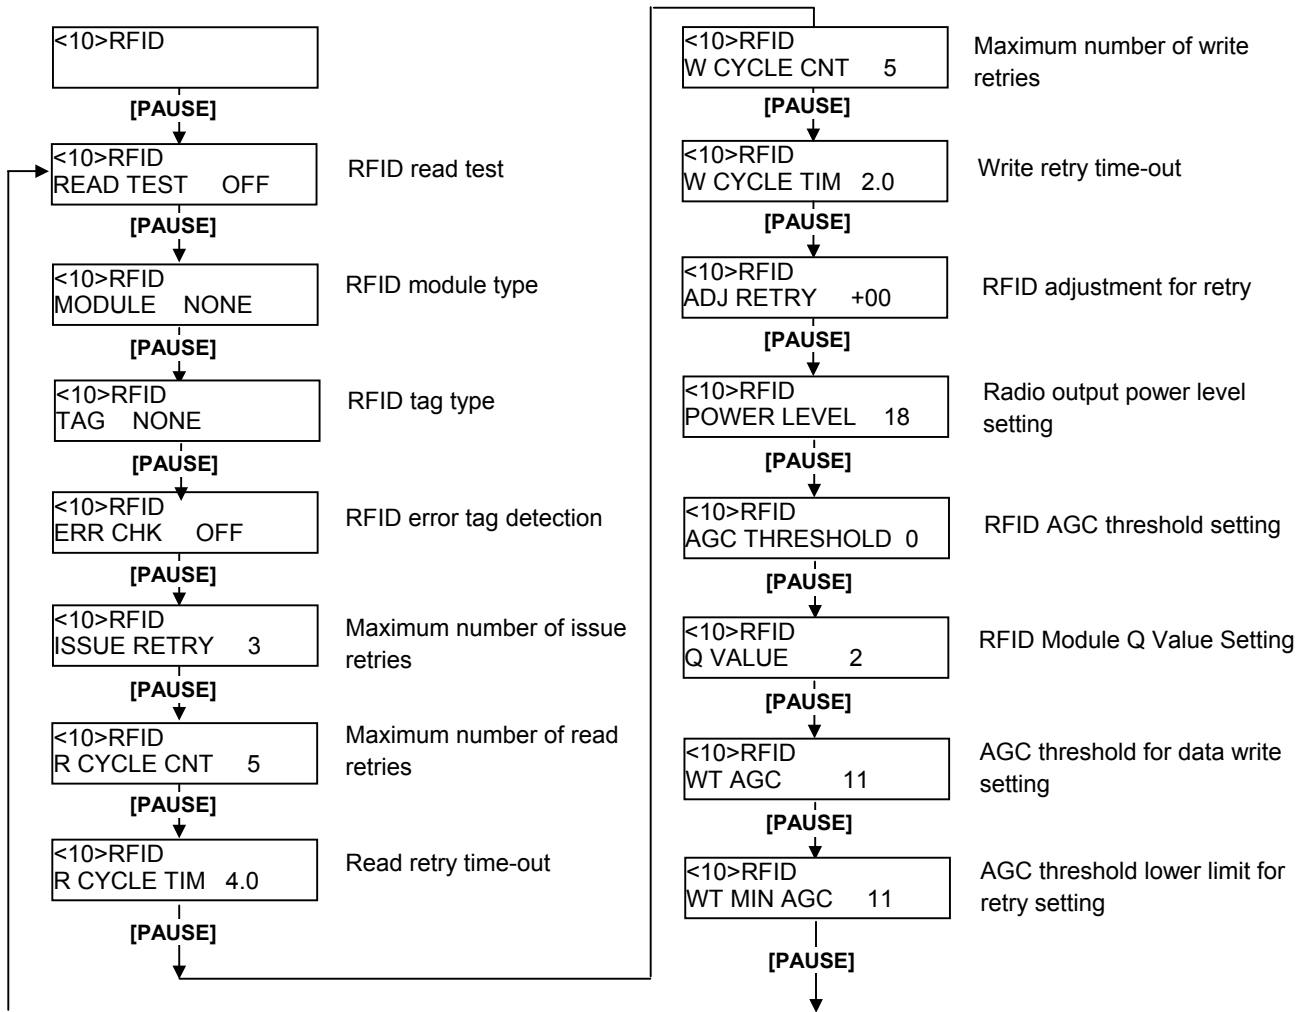 <10>RFID
[PAUSE]
<10>RFID
READ TEST OFF
RFID read test
[PAUSE]
<10>RFID
MODULE NONE
RFID module type
[PAUSE]
<10>RFID
TAG NONE
RFID tag type
[PAUSE]
<10>RFID
ERR CHK OFF
RFID error tag detection
[PAUSE]
<10>RFID
ISSUE RETRY 3
Maximum number of issue
retries
[PAUSE]
<10>RFID
R CYCLE CNT 5
Maximum number of read
retries
[PAUSE]
<10>RFID
R CYCLE TIM 4.0
Read retry time-out
[PAUSE]
<10>RFID
W CYCLE CNT 5
Maximum number of write
retries
[PAUSE]
<10>RFID
W CYCLE TIM 2.0
Write retry time-out
[PAUSE]
<10>RFID
ADJ RETRY +00
RFID adjustment for retry
[PAUSE]
<10>RFID
POWER LEVEL 18
Radio output power level
setting
[PAUSE]
<10>RFID
AGC THRESHOLD 0
RFID AGC threshold setting
[PAUSE]
<10>RFID
Q VALUE 2
RFID Module Q Value Setting
[PAUSE]
<10>RFID
WT AGC 11
AGC threshold for data write
setting
[PAUSE]
<10>RFID
WT MIN AGC 11
AGC threshold lower limit for
retry setting
[PAUSE]